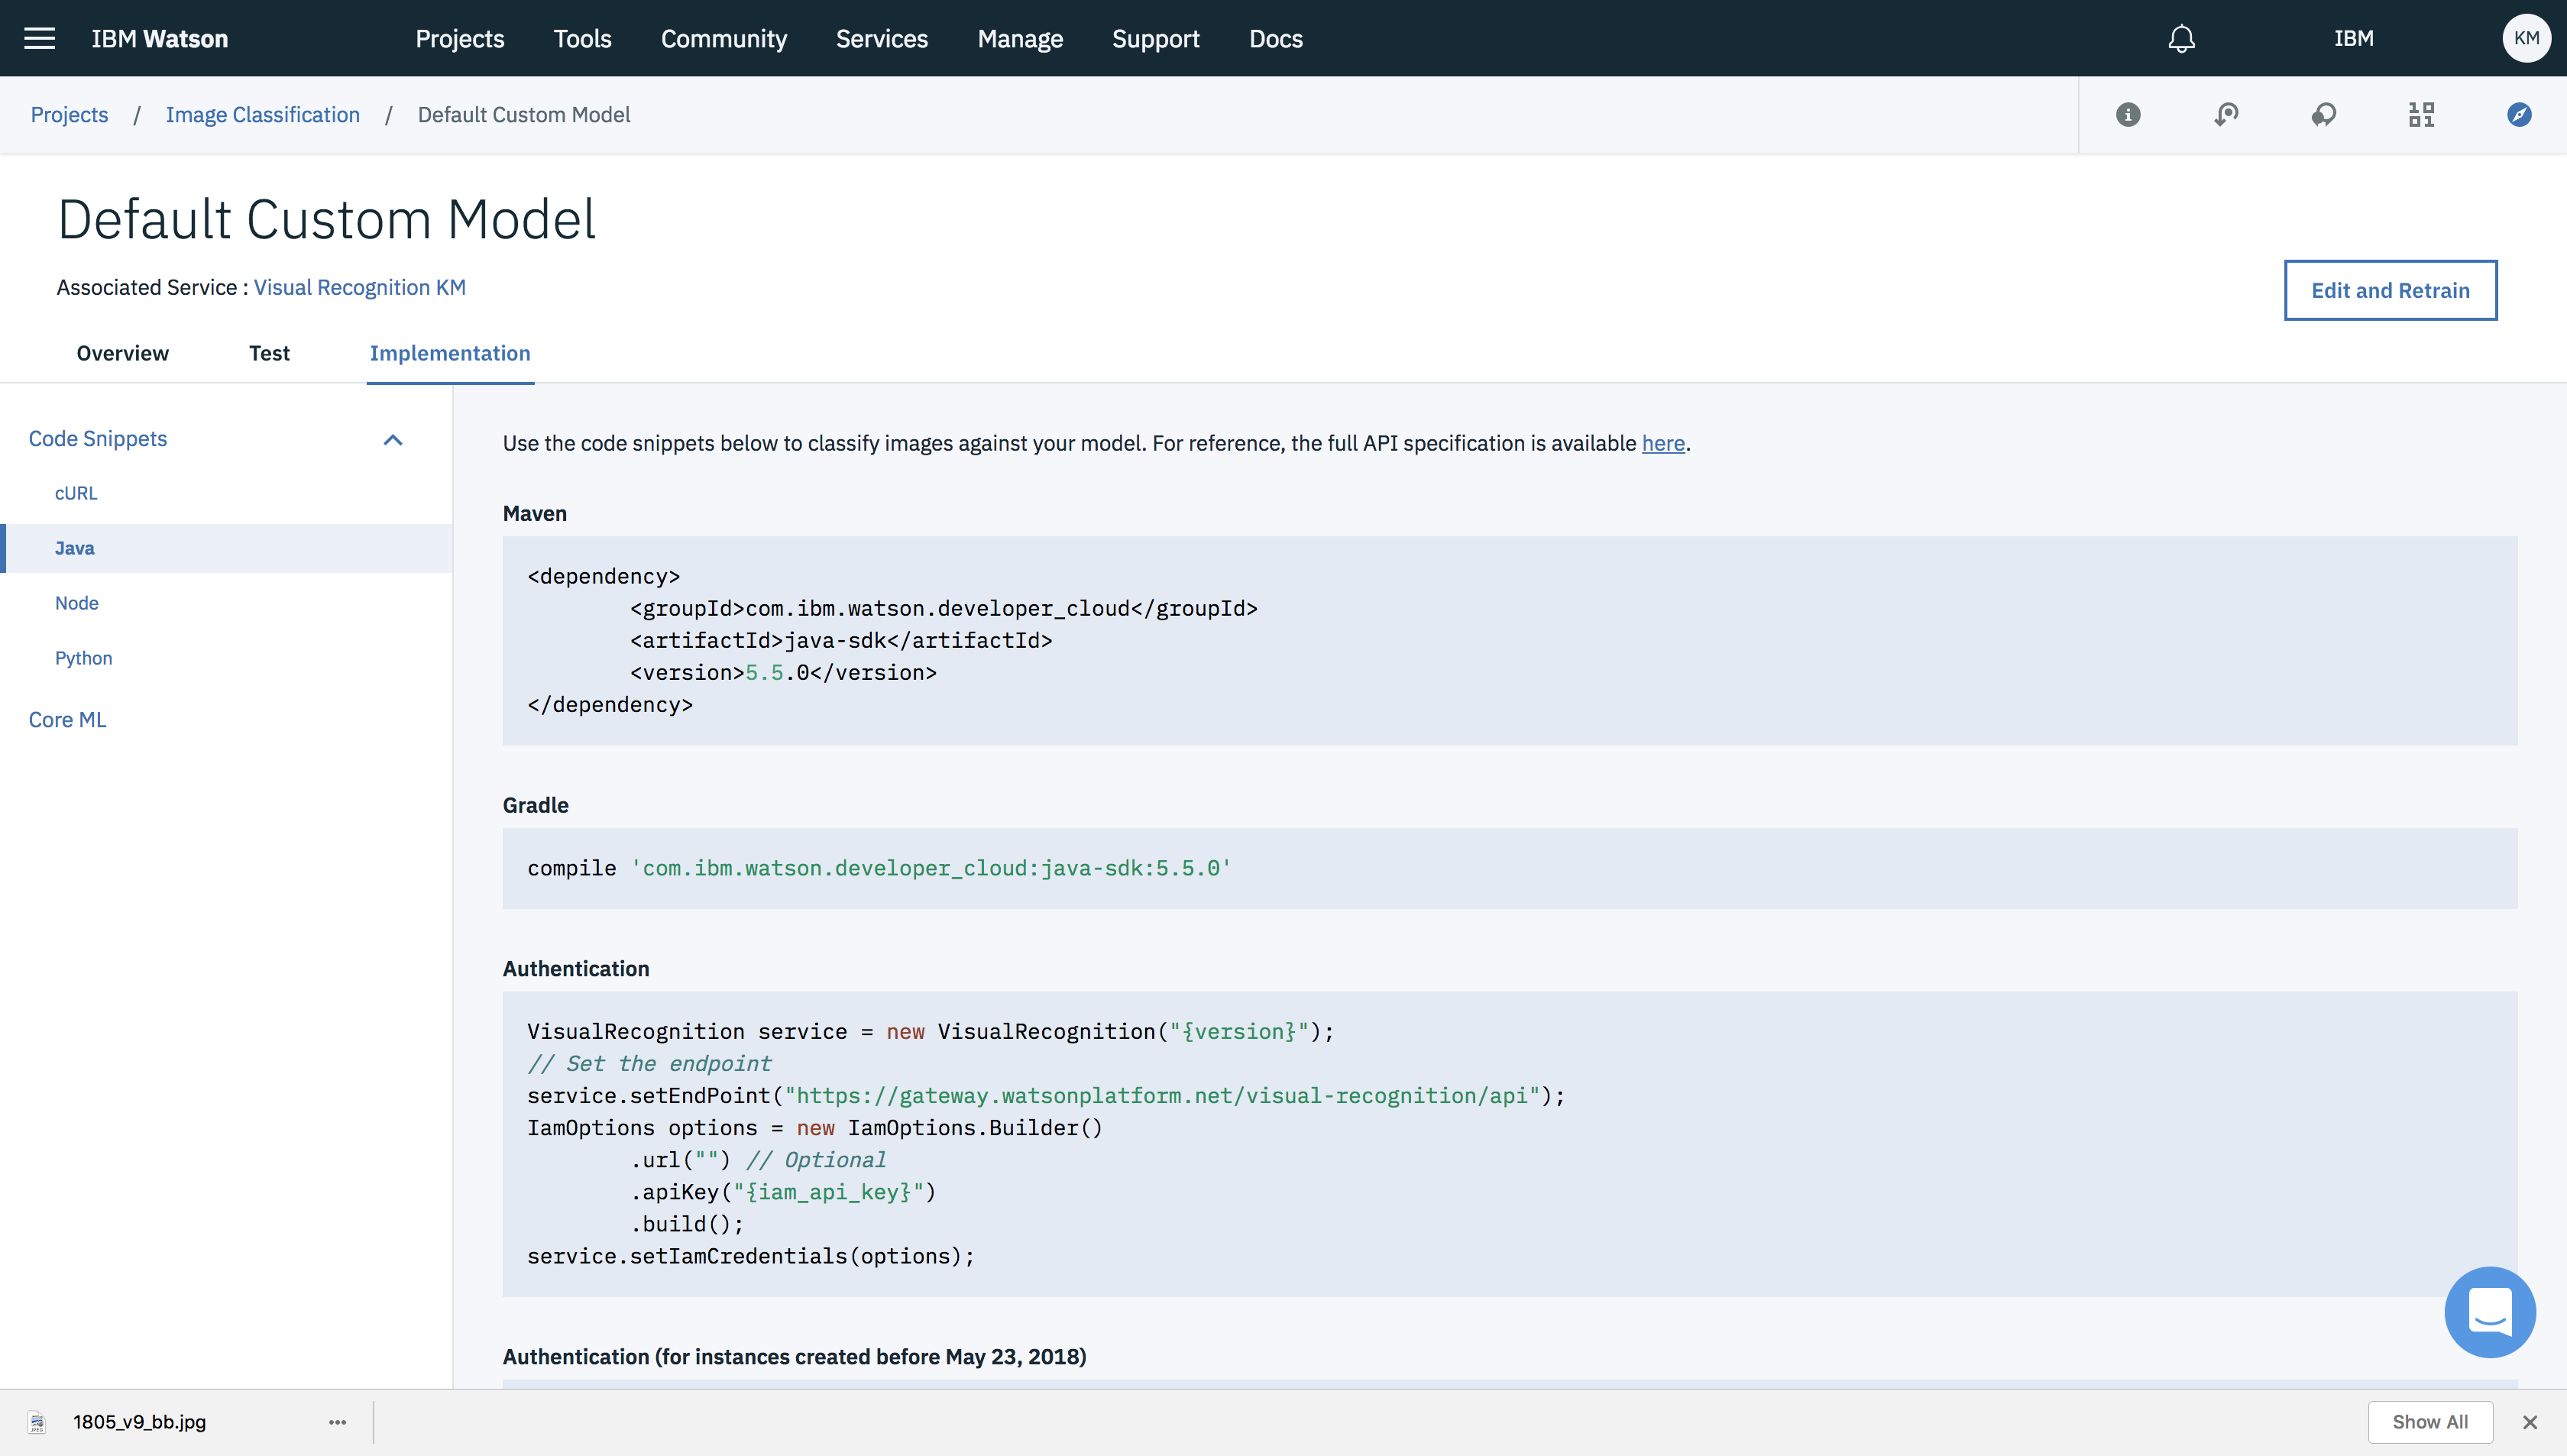 IBM Watson
Projects
Tools
Community
Services
Manage
Support
Docs
IBM
KM
Projects / Image Classification / Default Custom Model
Default Custom Model
Associated Service : Visual Recognition KM
Edit and Retrain
Overview
Test
Implementation
Code Snippets
cURL
Java
Node
Python
Core ML
Use the code snippets below to classify images against your model. For reference, the full API specification is available here.
Maven
<dependency>
        <groupId>com.ibm.watson.developer_cloud</groupId>
        <artifactId>java-sdk</artifactId>
        <version>5.5.0</version>
</dependency>
Gradle
compile 'com.ibm.watson.developer_cloud:java-sdk:5.5.0'
Authentication
VisualRecognition service = new VisualRecognition("{version}");
// Set the endpoint
service.setEndPoint("https://gateway.watsonplatform.net/visual-recognition/api");
IamOptions options = new IamOptions.Builder()
        .url("") // Optional
        .apiKey("{iam_api_key}")
        .build();
service.setIamCredentials(options);
Authentication (for instances created before May 23, 2018)
JPEG
1805_v9_bb.jpg
Show All